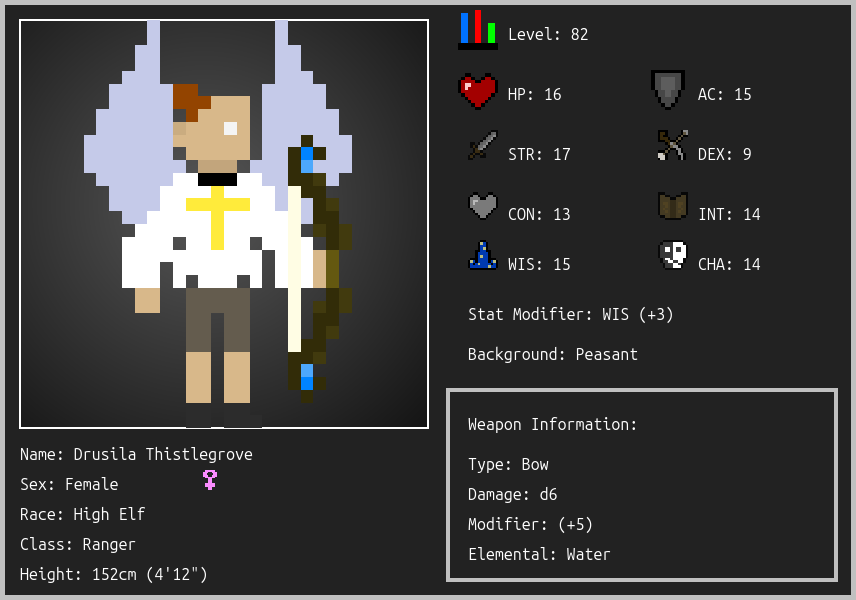 Level: 82
HP: 16
AC: 15
STR: 17
DEX: 9
CON: 13
INT: 14
WIS: 15
CHA: 14
Stat Modifier: WIS (+3)
Background: Peasant
Weapon Information:
Type: Bow
Damage: d6
Modifier: (+5)
Elemental: Water
Name: Drusila Thistlegrove
Sex: Female
Race: High Elf
Class: Ranger
Height: 152cm (4'12")